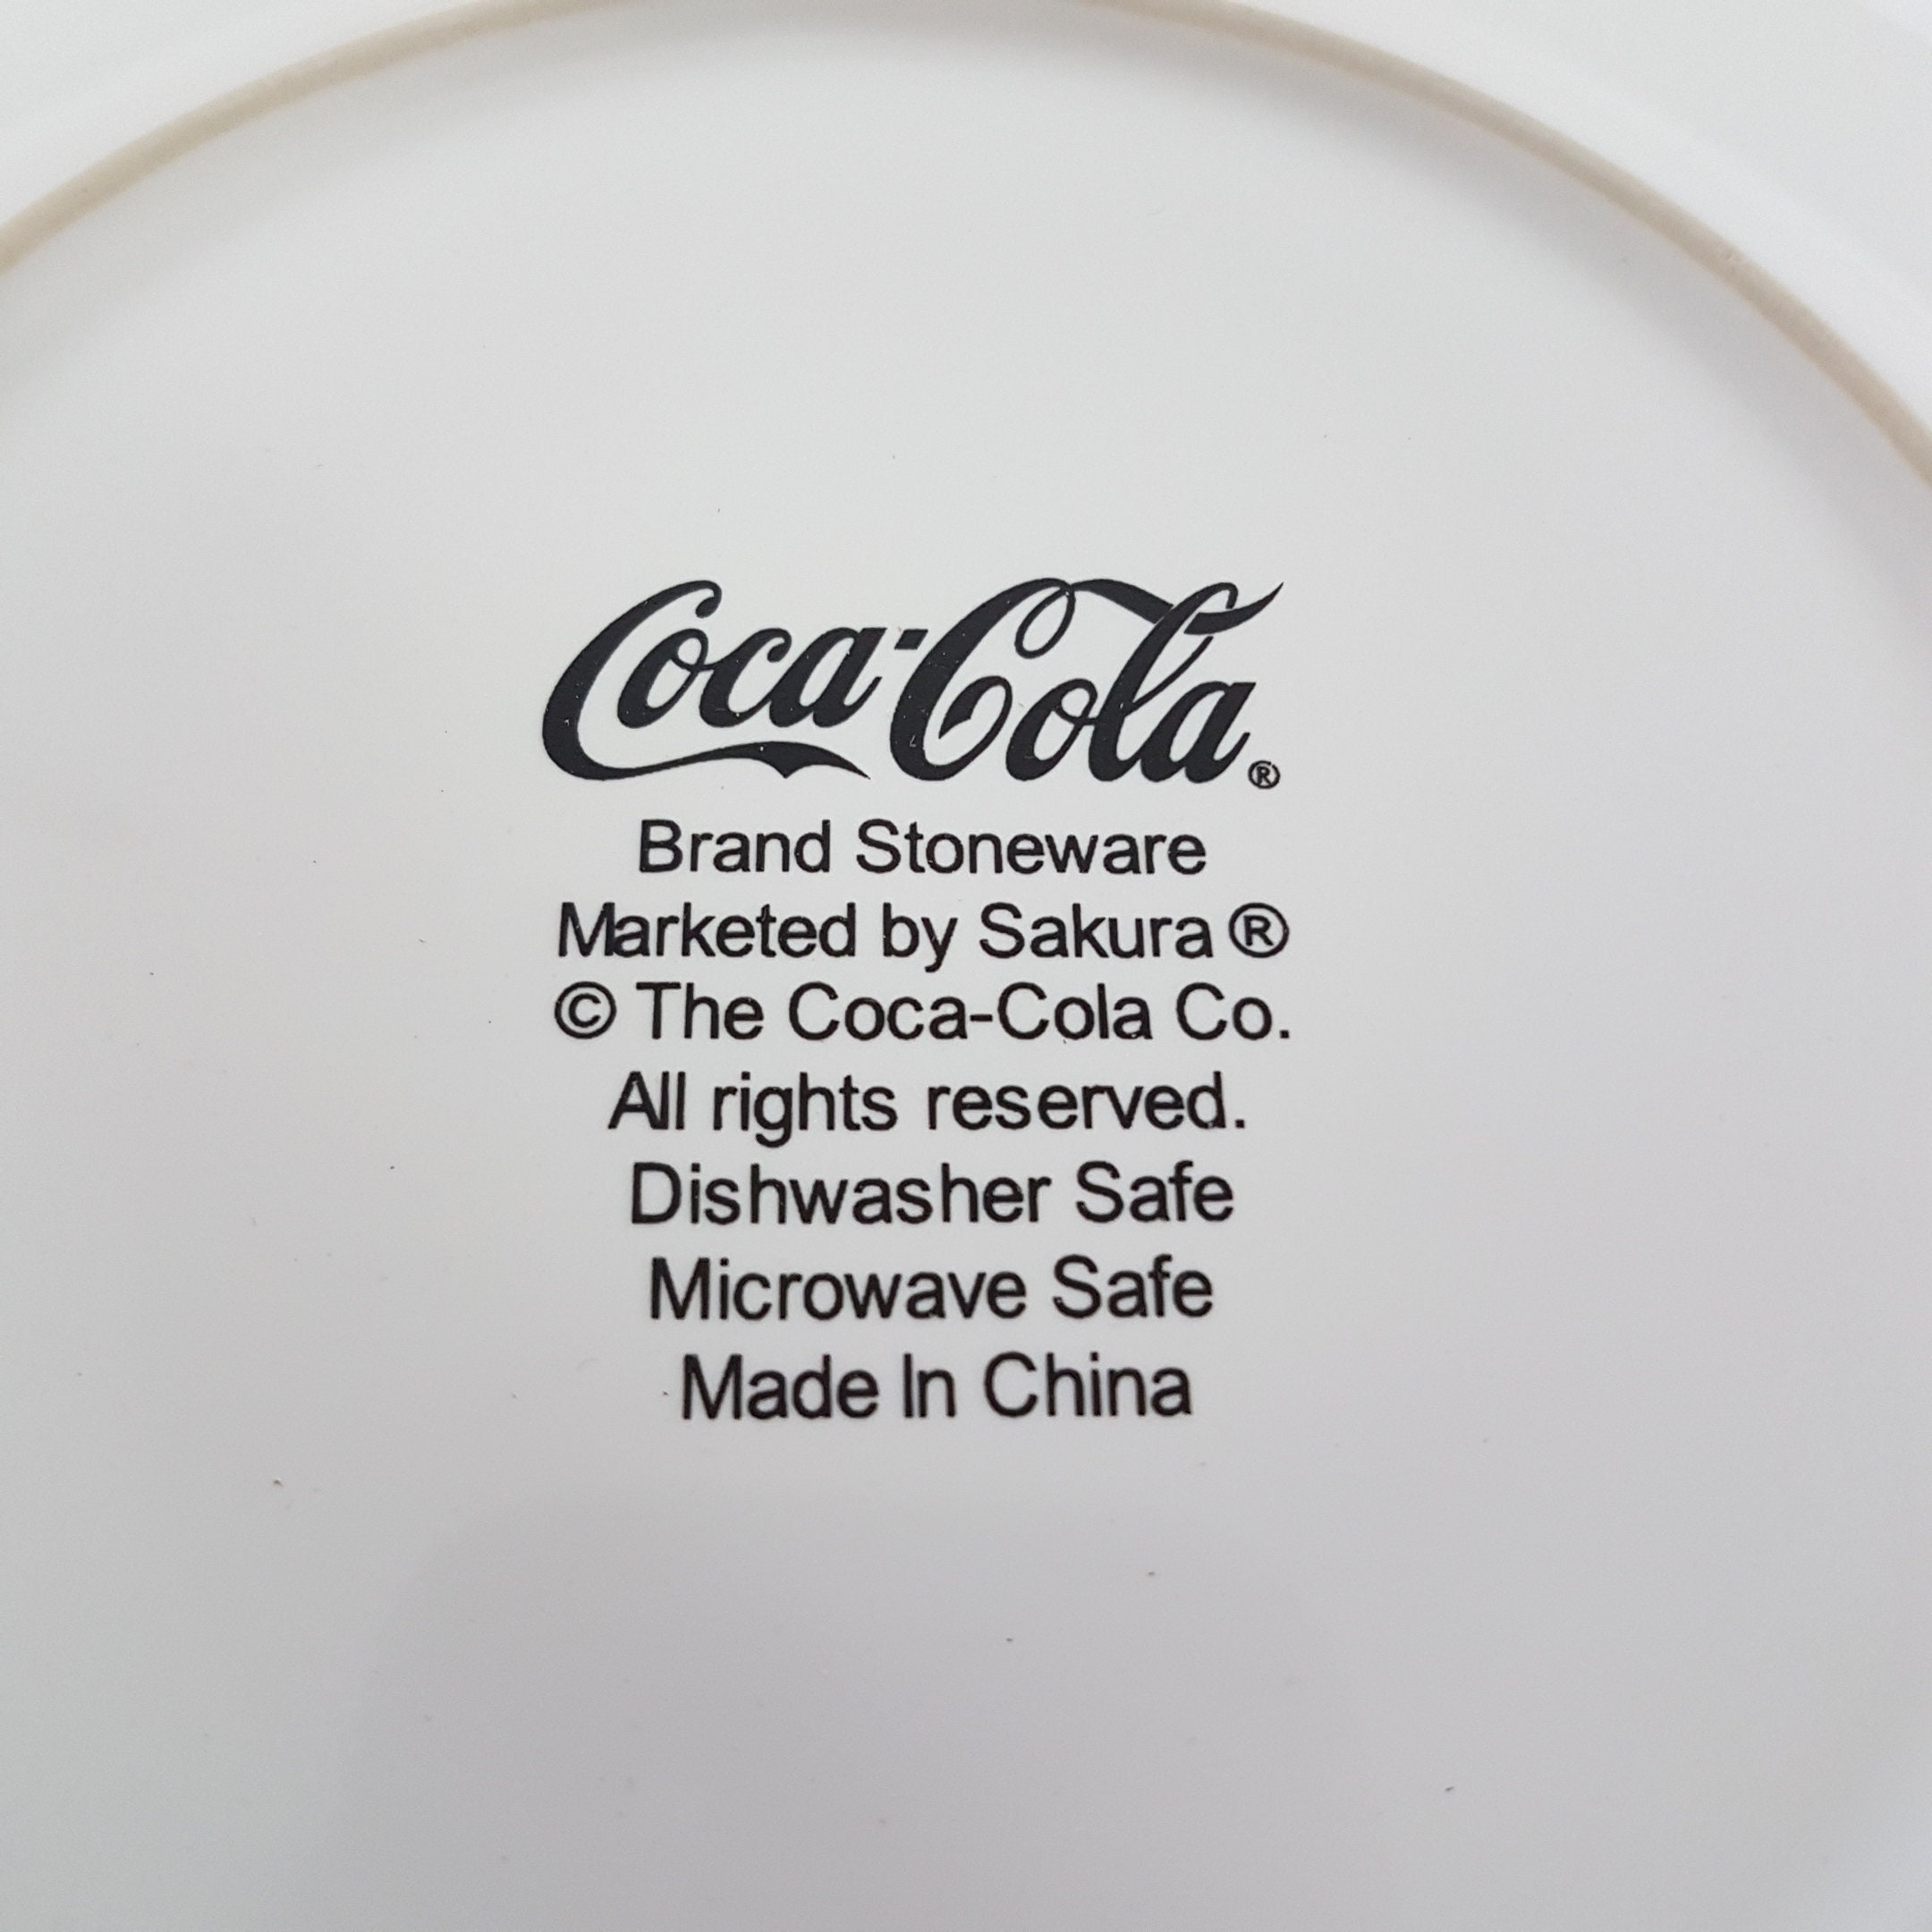 Coca-Cola®
Brand Stoneware
Marketed by Sakura ®
© The Coca-Cola Co.
All rights reserved.
Dishwasher Safe
Microwave Safe
Made In China